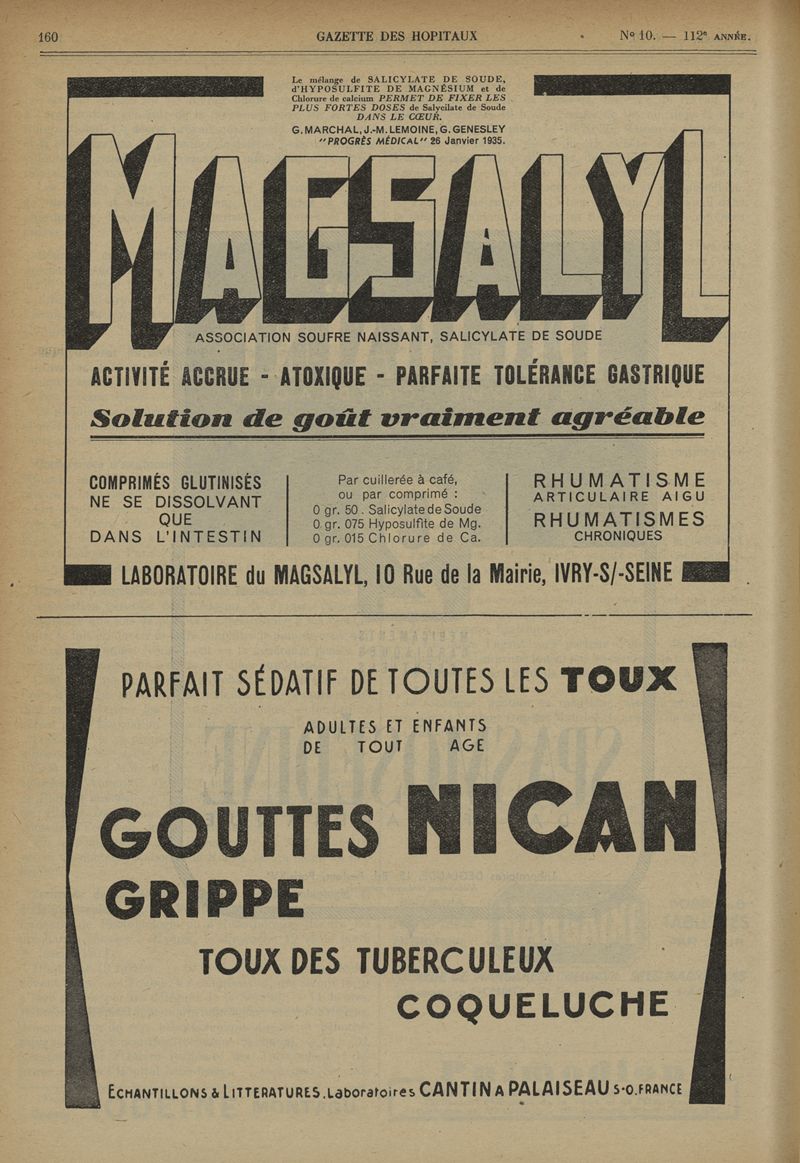 160 GAZETTE DES HOPITAUX Nº 10. — 112e ANNÉE.
Le mélange de SALICYLATE DE SOUDE,
d'HYPOSULFITE DE MAGNÉSIUM et de
Chlorure de calcium PERMET DE FIXER LES
PLUS FORTES DOSES de Salycilate de Soude
DANS LE CŒUR.
G. MARCHAL, J.-M. LEMOINE, G. GENESLEY
"PROGRÈS MÉDICAL" 26 Janvier 1935.
MAGSALYL
ASSOCIATION SOUFRE NAISSANT, SALICYLATE DE SOUDE
ACTIVITÉ ACCRUE - ATOXIQUE - PARFAITE TOLÉRANCE GASTRIQUE
Solution de goût vraiment agréable
COMPRIMÉS GLUTINISÉS
NE SE DISSOLVANT
QUE
DANS L'INTESTIN
Par cuillerée à café,
ou par comprimé :
0 gr. 50. Salicylate de Soude
0 gr. 075 Hyposulfite de Mg.
0 gr. 015 Chlorure de Ca.
RHUMATISME
ARTICULAIRE AIGU
RHUMATISMES
CHRONIQUES
LABORATOIRE du MAGSALYL, 10 Rue de la Mairie, IVRY-S/-SEINE
PARFAIT SÉDATIF DE TOUTES LES TOUX
ADULTES ET ENFANTS
DE TOUT AGE
GOUTTES NICAN
GRIPPE
TOUX DES TUBERCULEUX
COQUELUCHE
ECHANTILLONS & LITTERATURES. Laboratoires CANTIN A PALAISEAU S-O. FRANCE